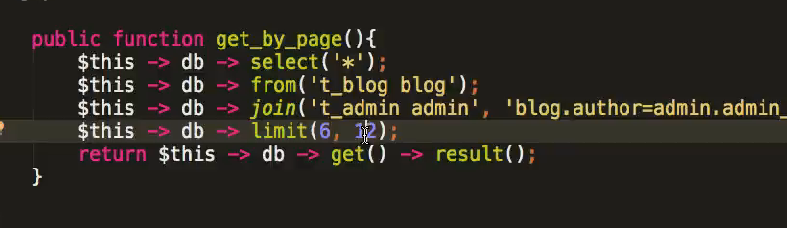 public function get_by_page(){
$this -> db -> select('*');
$this -> db -> from('t_blog blog');
$this -> db -> join('t_admin admin', 'blog.author=admin.admin_
$this -> db -> limit(6, 12);
return $this -> db -> get() -> result();
}